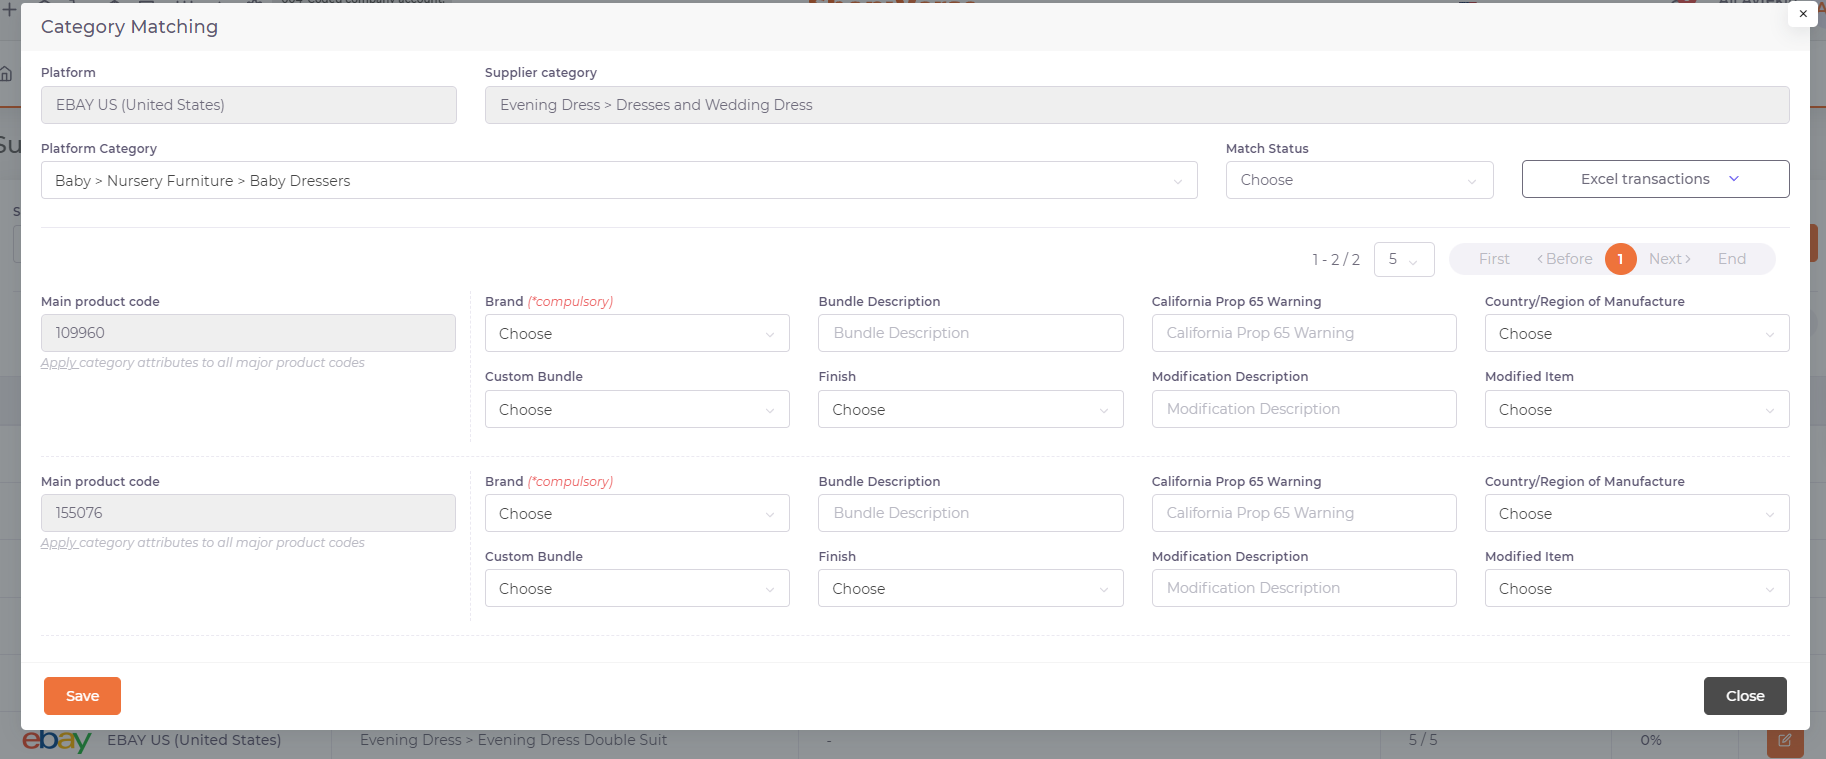 Category Matching
×
Platform
Supplier category
EBAY US (United States)
Evening Dress > Dresses and Wedding Dress
Platform Category
Match Status
Baby > Nursery Furniture > Baby Dressers
Choose
Excel transactions
1 - 2 / 2
5
First
Before
1
Next
End
Main product code
Brand (*compulsory)
Bundle Description
California Prop 65 Warning
Country/Region of Manufacture
109960
Choose
Bundle Description
California Prop 65 Warning
Choose
Apply category attributes to all major product codes
Custom Bundle
Finish
Modification Description
Modified Item
Choose
Choose
Modification Description
Choose
Main product code
Brand (*compulsory)
Bundle Description
California Prop 65 Warning
Country/Region of Manufacture
155076
Choose
Bundle Description
California Prop 65 Warning
Choose
Apply category attributes to all major product codes
Custom Bundle
Finish
Modification Description
Modified Item
Choose
Choose
Modification Description
Choose
Save
Close
ebay
EBAY US (United States)
Evening Dress > Evening Dress Double Suit
-
5 / 5
0%